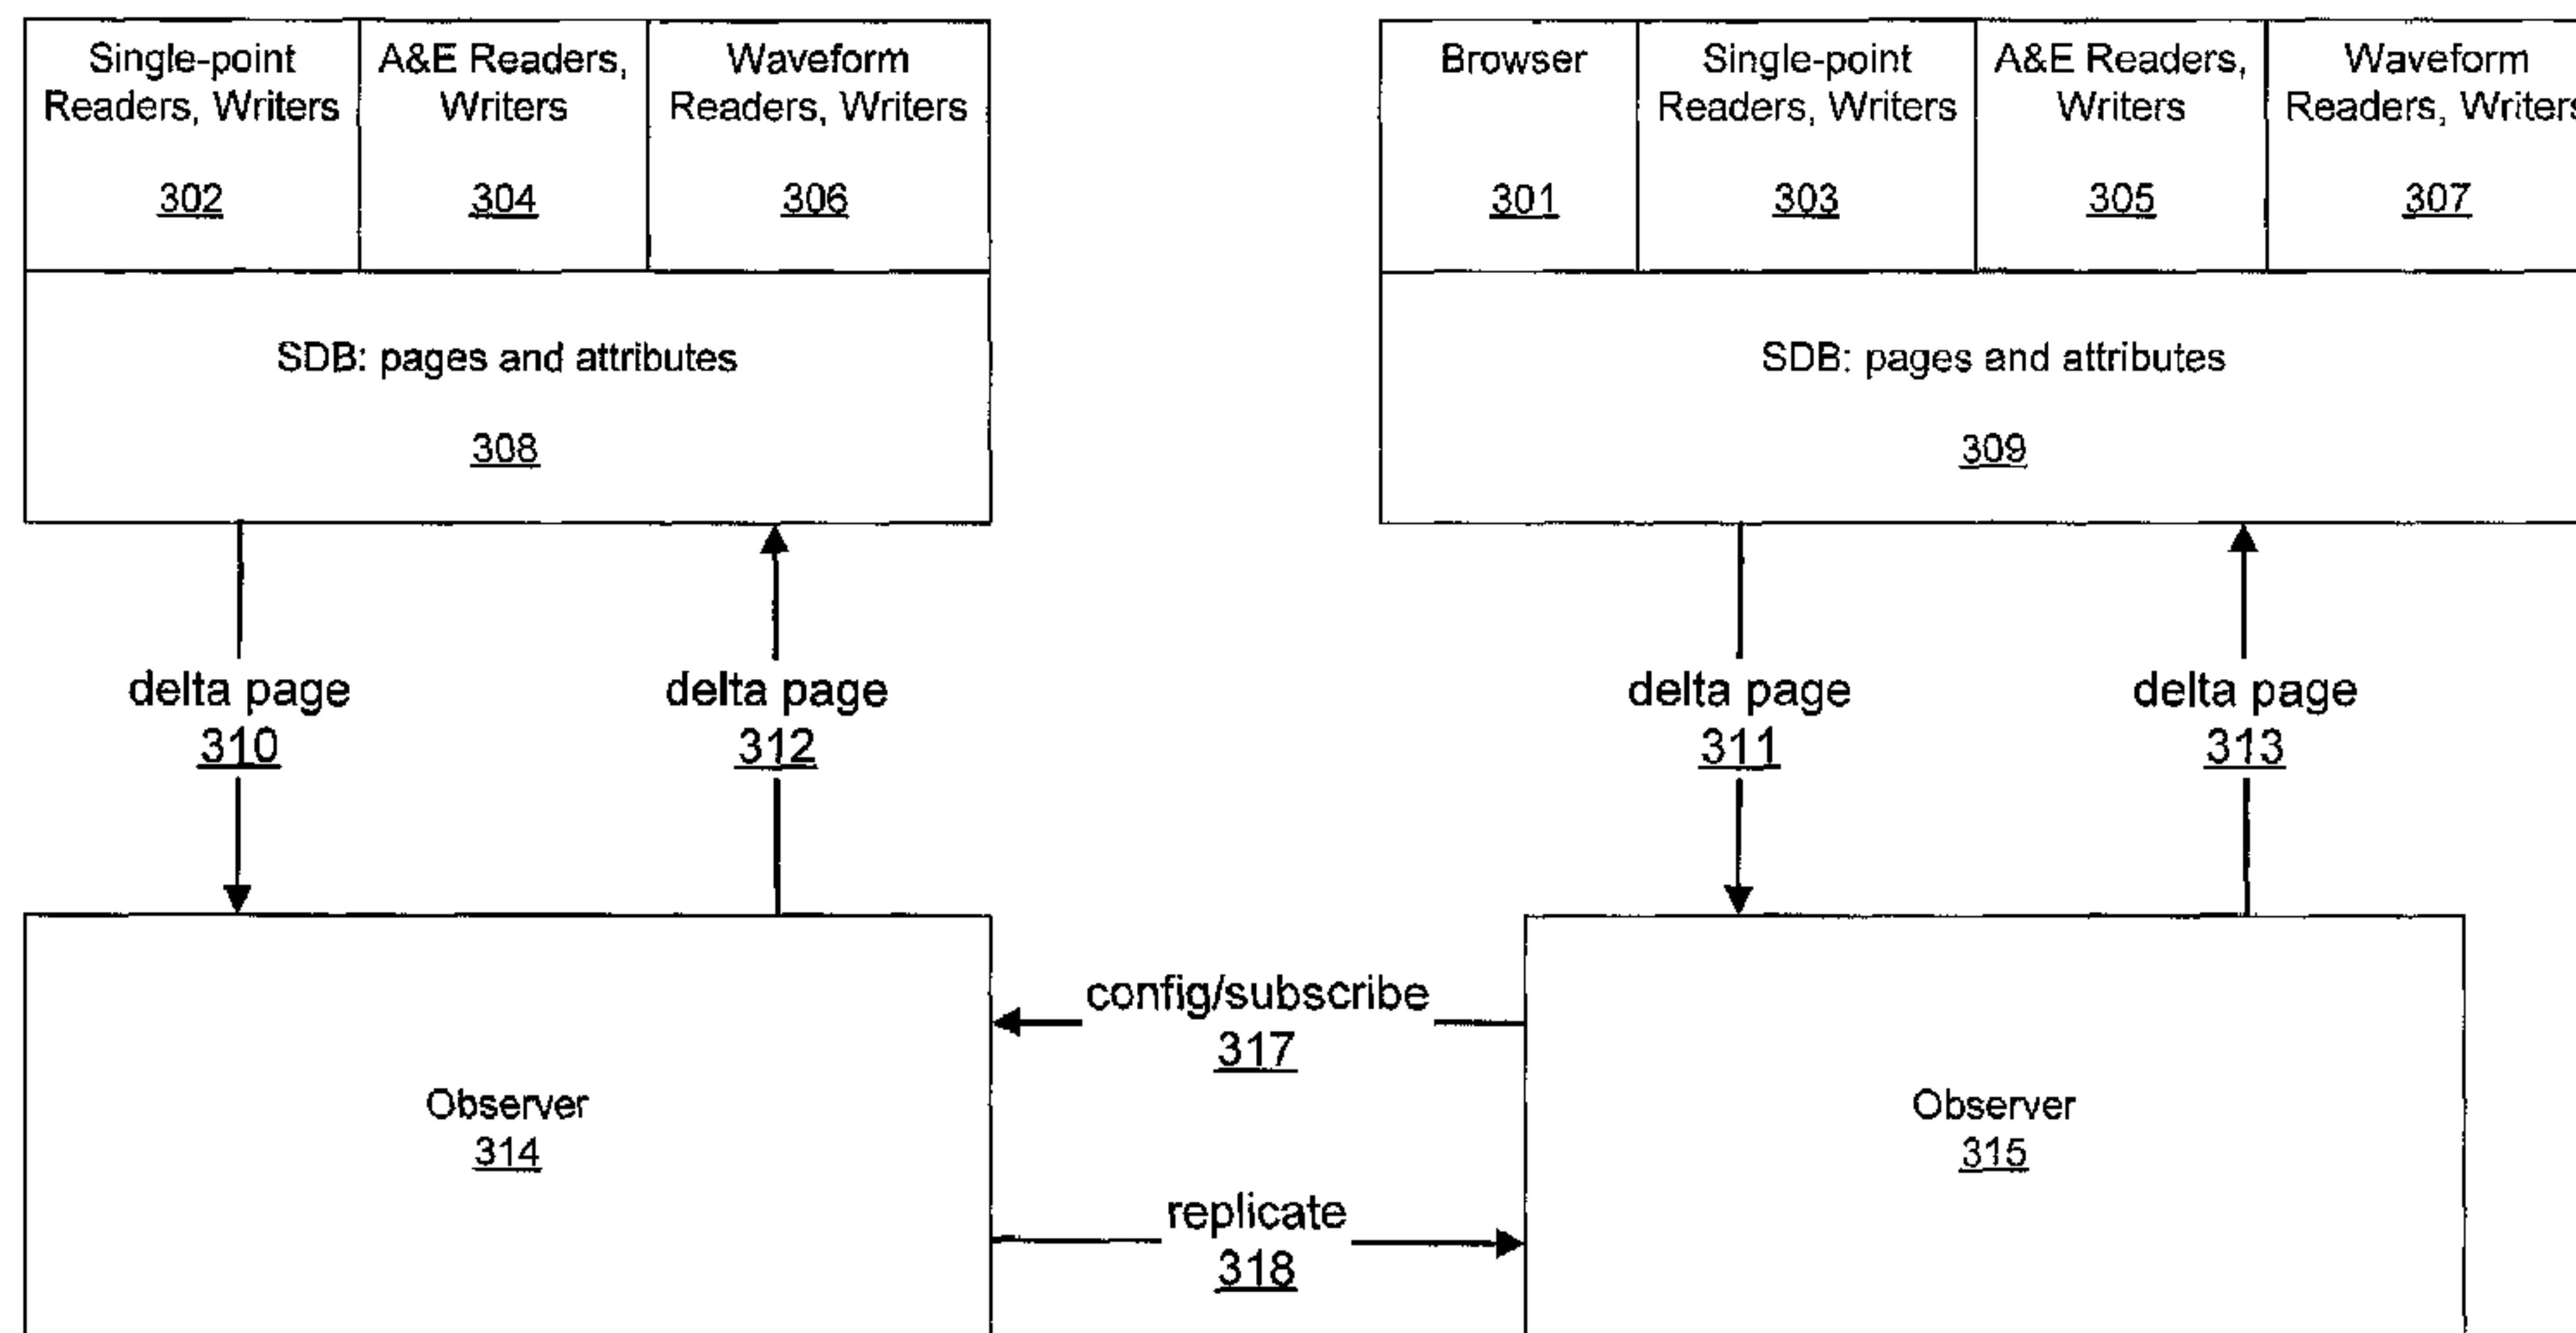 Single-point
Readers, Writers
302
A&E Readers,
Writers
304
Waveform
Readers, Writers
306
SDB: pages and attributes
308
Browser
301
Single-point
Readers, Writers
303
A&E Readers,
Writers
305
Waveform
Readers, Writers
307
SDB: pages and attributes
309
delta page
310
delta page
312
delta page
311
delta page
313
Observer
314
config/subscribe
317
replicate
318
Observer
315